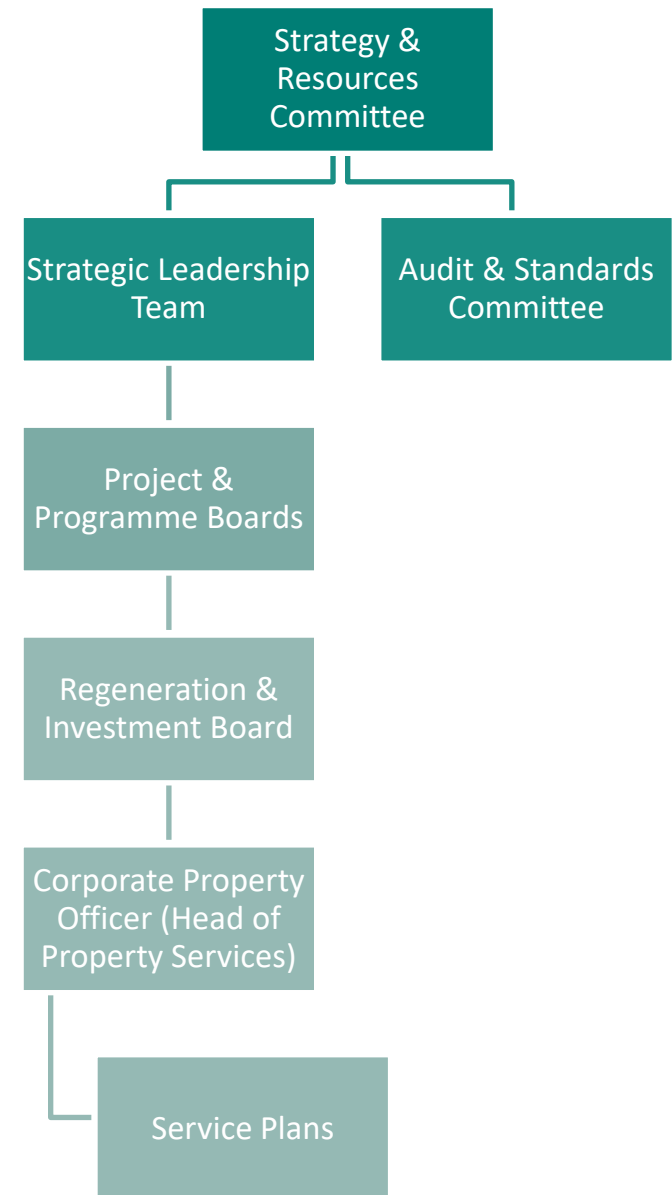 Strategy &
Resources
Committee
Strategic Leadership
Team
Audit & Standards
Committee
Project &
Programme Boards
Regeneration &
Investment Board
Corporate Property
Officer (Head of
Property Services)
Service Plans